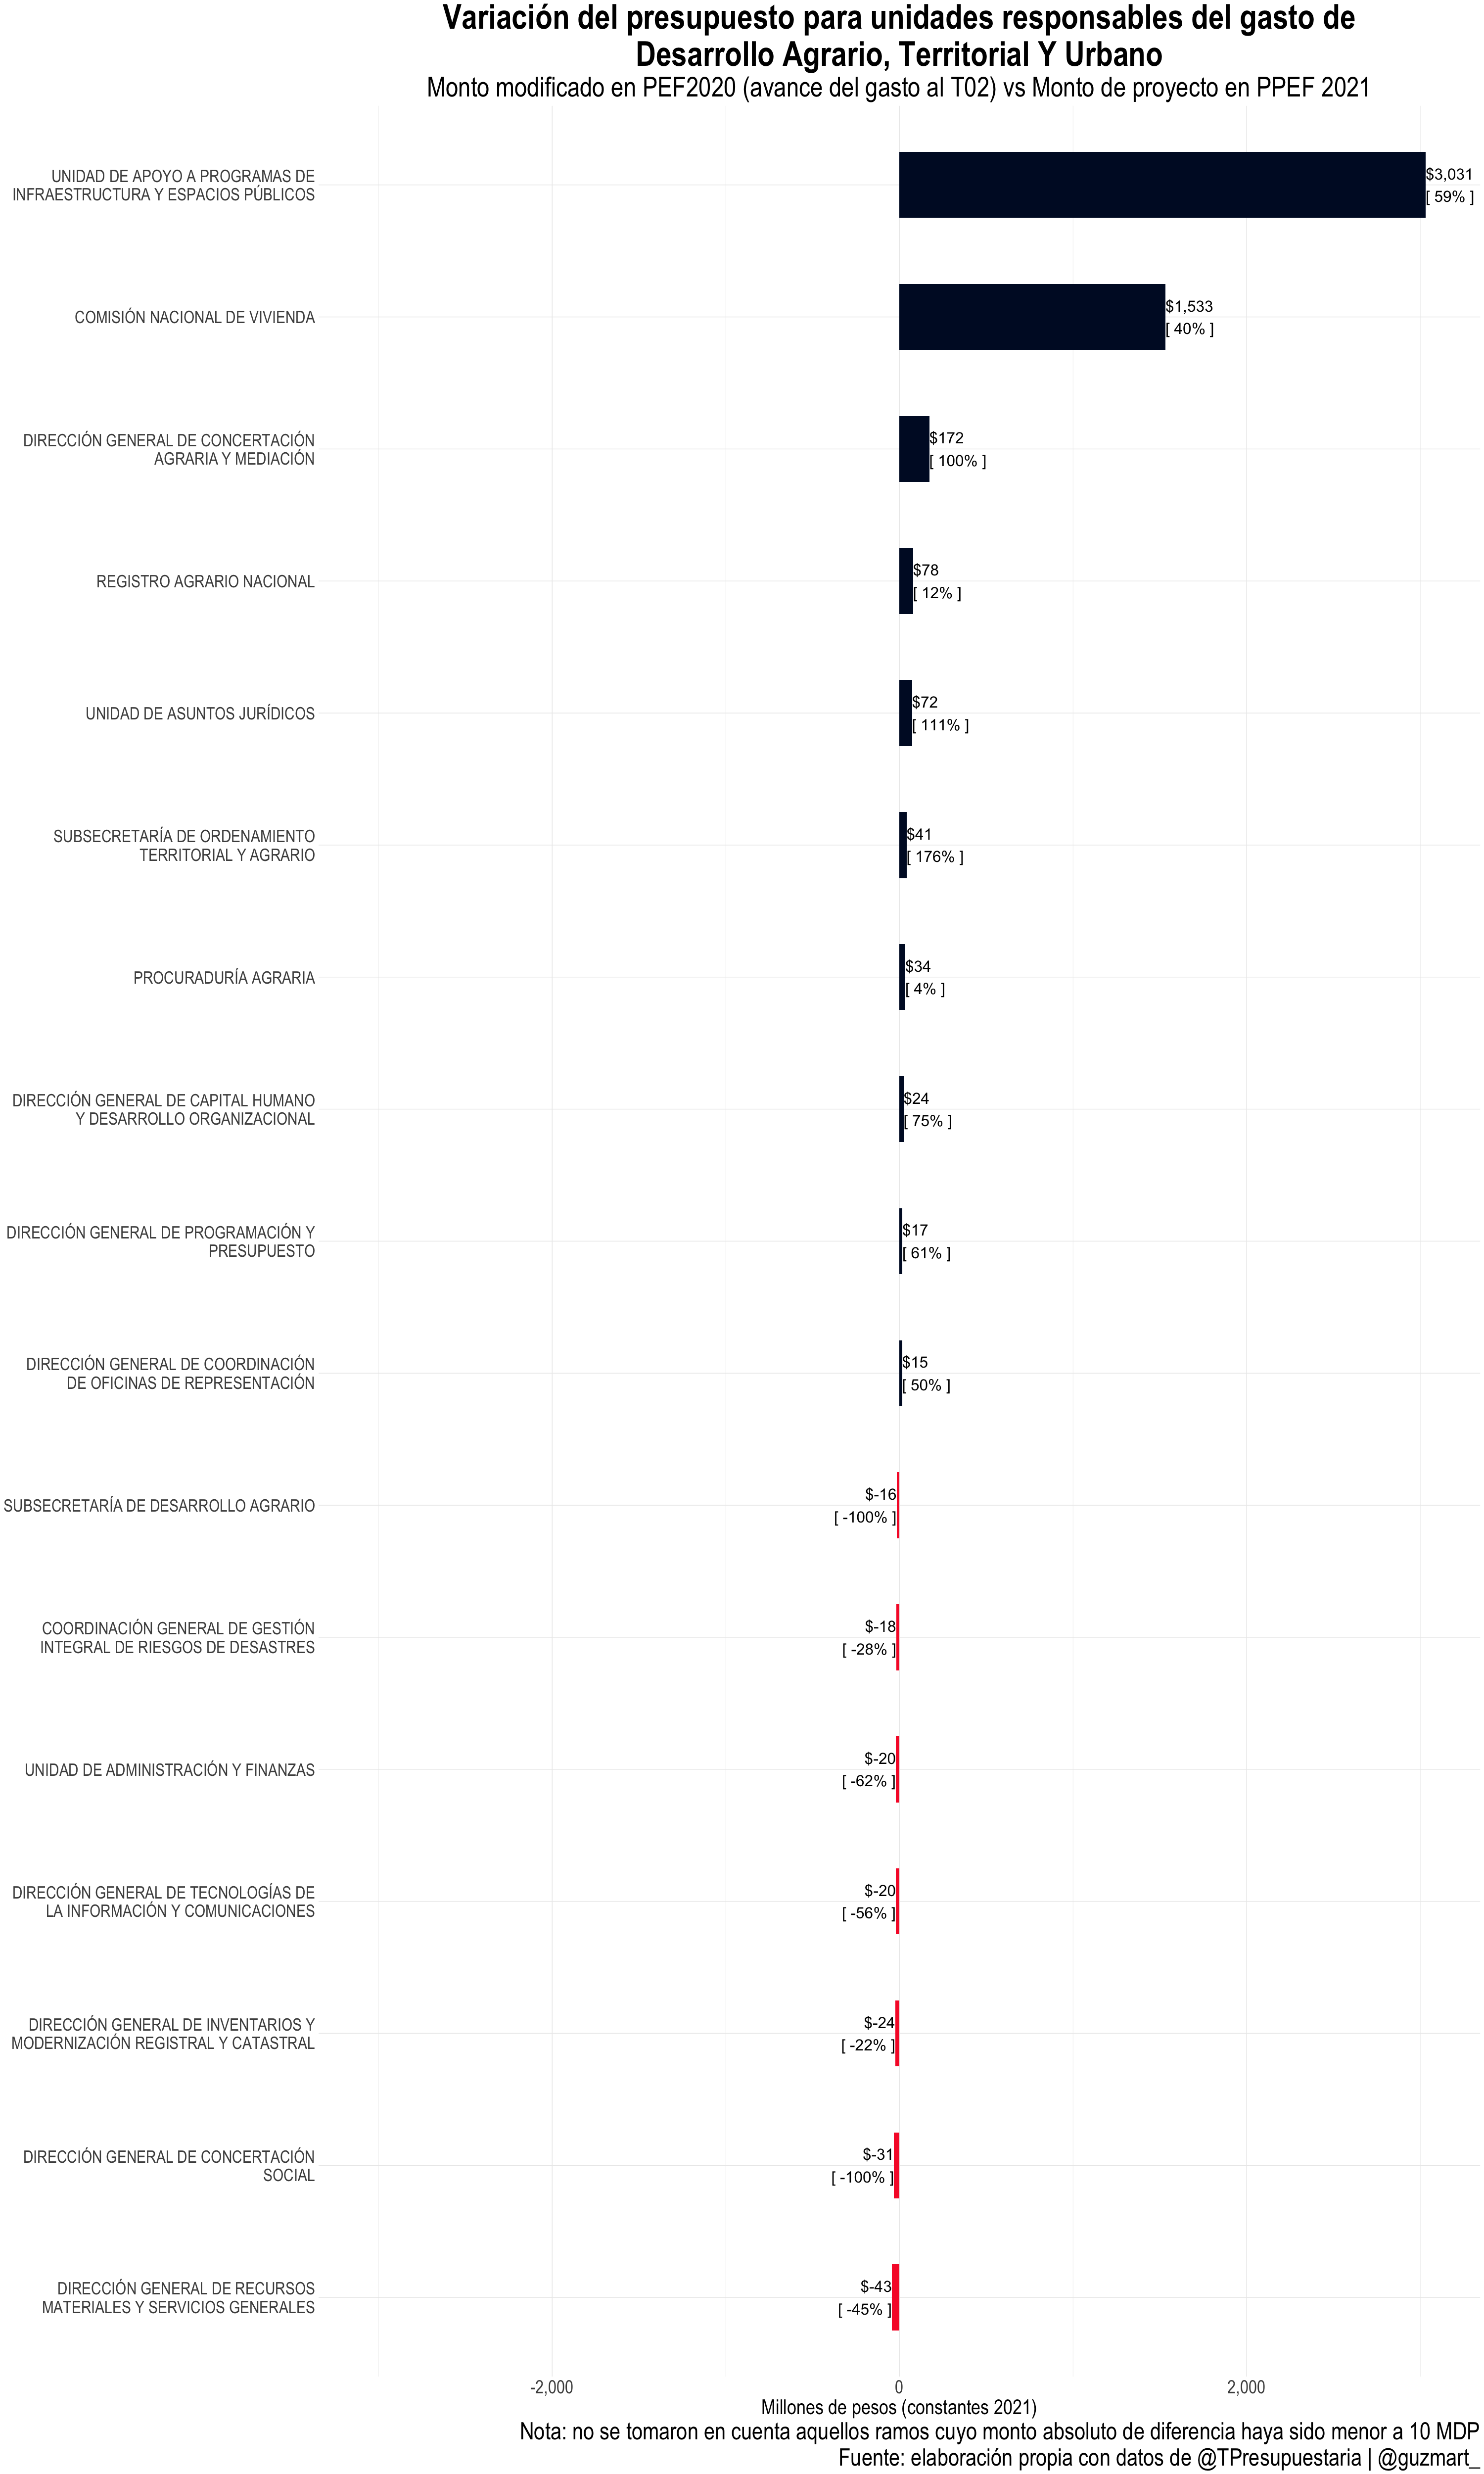 Variación del presupuesto para unidades responsables del gasto de
Desarrollo Agrario, Territorial Y Urbano
Monto modificado en PEF2020 (avance del gasto al T02) vs Monto de proyecto en PPEF 2021
UNIDAD DE APOYO A PROGRAMAS DE
INFRAESTRUCTURA Y ESPACIOS PÚBLICOS
$3,031
[ 59% ]
COMISIÓN NACIONAL DE VIVIENDA
$1,533
[ 40% ]
DIRECCIÓN GENERAL DE CONCERTACIÓN
AGRARIA Y MEDIACIÓN
$172
[ 100% ]
REGISTRO AGRARIO NACIONAL
$78
[ 12% ]
UNIDAD DE ASUNTOS JURÍDICOS
$72
[ 111% ]
SUBSECRETARÍA DE ORDENAMIENTO
TERRITORIAL Y AGRARIO
$41
[ 176% ]
PROCURADURÍA AGRARIA
$34
[ 4% ]
DIRECCIÓN GENERAL DE CAPITAL HUMANO
Y DESARROLLO ORGANIZACIONAL
$24
[ 75% ]
DIRECCIÓN GENERAL DE PROGRAMACIÓN Y
PRESUPUESTO
$17
[ 61% ]
DIRECCIÓN GENERAL DE COORDINACIÓN
DE OFICINAS DE REPRESENTACIÓN
$15
[ 50% ]
SUBSECRETARÍA DE DESARROLLO AGRARIO
$-16
[ -100% ]
COORDINACIÓN GENERAL DE GESTIÓN
INTEGRAL DE RIESGOS DE DESASTRES
$-18
[ -28% ]
UNIDAD DE ADMINISTRACIÓN Y FINANZAS
$-20
[ -62% ]
DIRECCIÓN GENERAL DE TECNOLOGÍAS DE
LA INFORMACIÓN Y COMUNICACIONES
$-20
[ -56% ]
DIRECCIÓN GENERAL DE INVENTARIOS Y
MODERNIZACIÓN REGISTRAL Y CATASTRAL
$-24
[ -22% ]
DIRECCIÓN GENERAL DE CONCERTACIÓN
SOCIAL
$-31
[ -100% ]
DIRECCIÓN GENERAL DE RECURSOS
MATERIALES Y SERVICIOS GENERALES
$-43
[ -45% ]
-2,000
0
2,000
Millones de pesos (constantes 2021)
Nota: no se tomaron en cuenta aquellos ramos cuyo monto absoluto de diferencia haya sido menor a 10 MDP
Fuente: elaboración propia con datos de @TPresupuestaria | @guzmart_